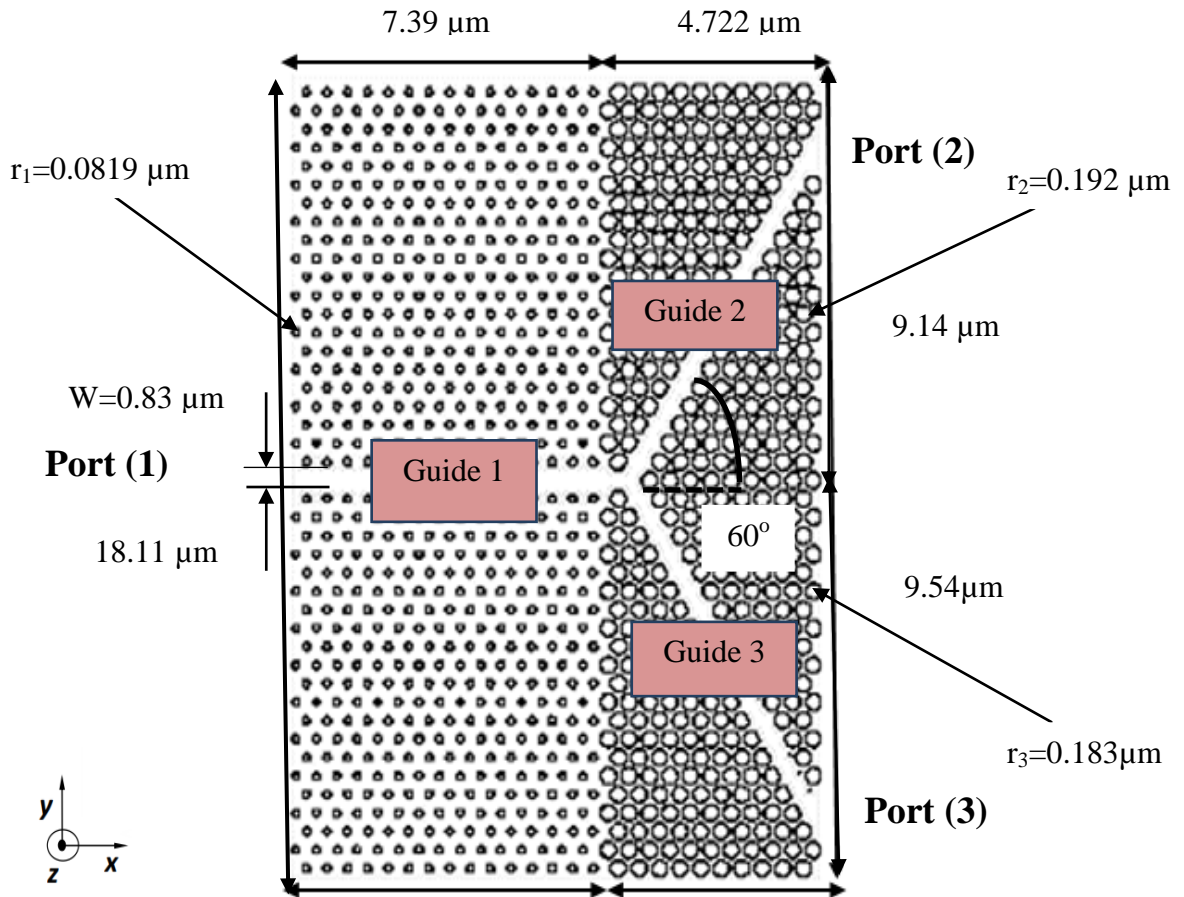 7.39 µm
4.722 µm
Port (2)
r₁=0.0819 µm
r₂=0.192 µm
Guide 2
9.14 µm
W=0.83 µm
Port (1)
Guide 1
60°
18.11 µm
9.54µm
Guide 3
r₃=0.183µm
Port (3)
y
z
x